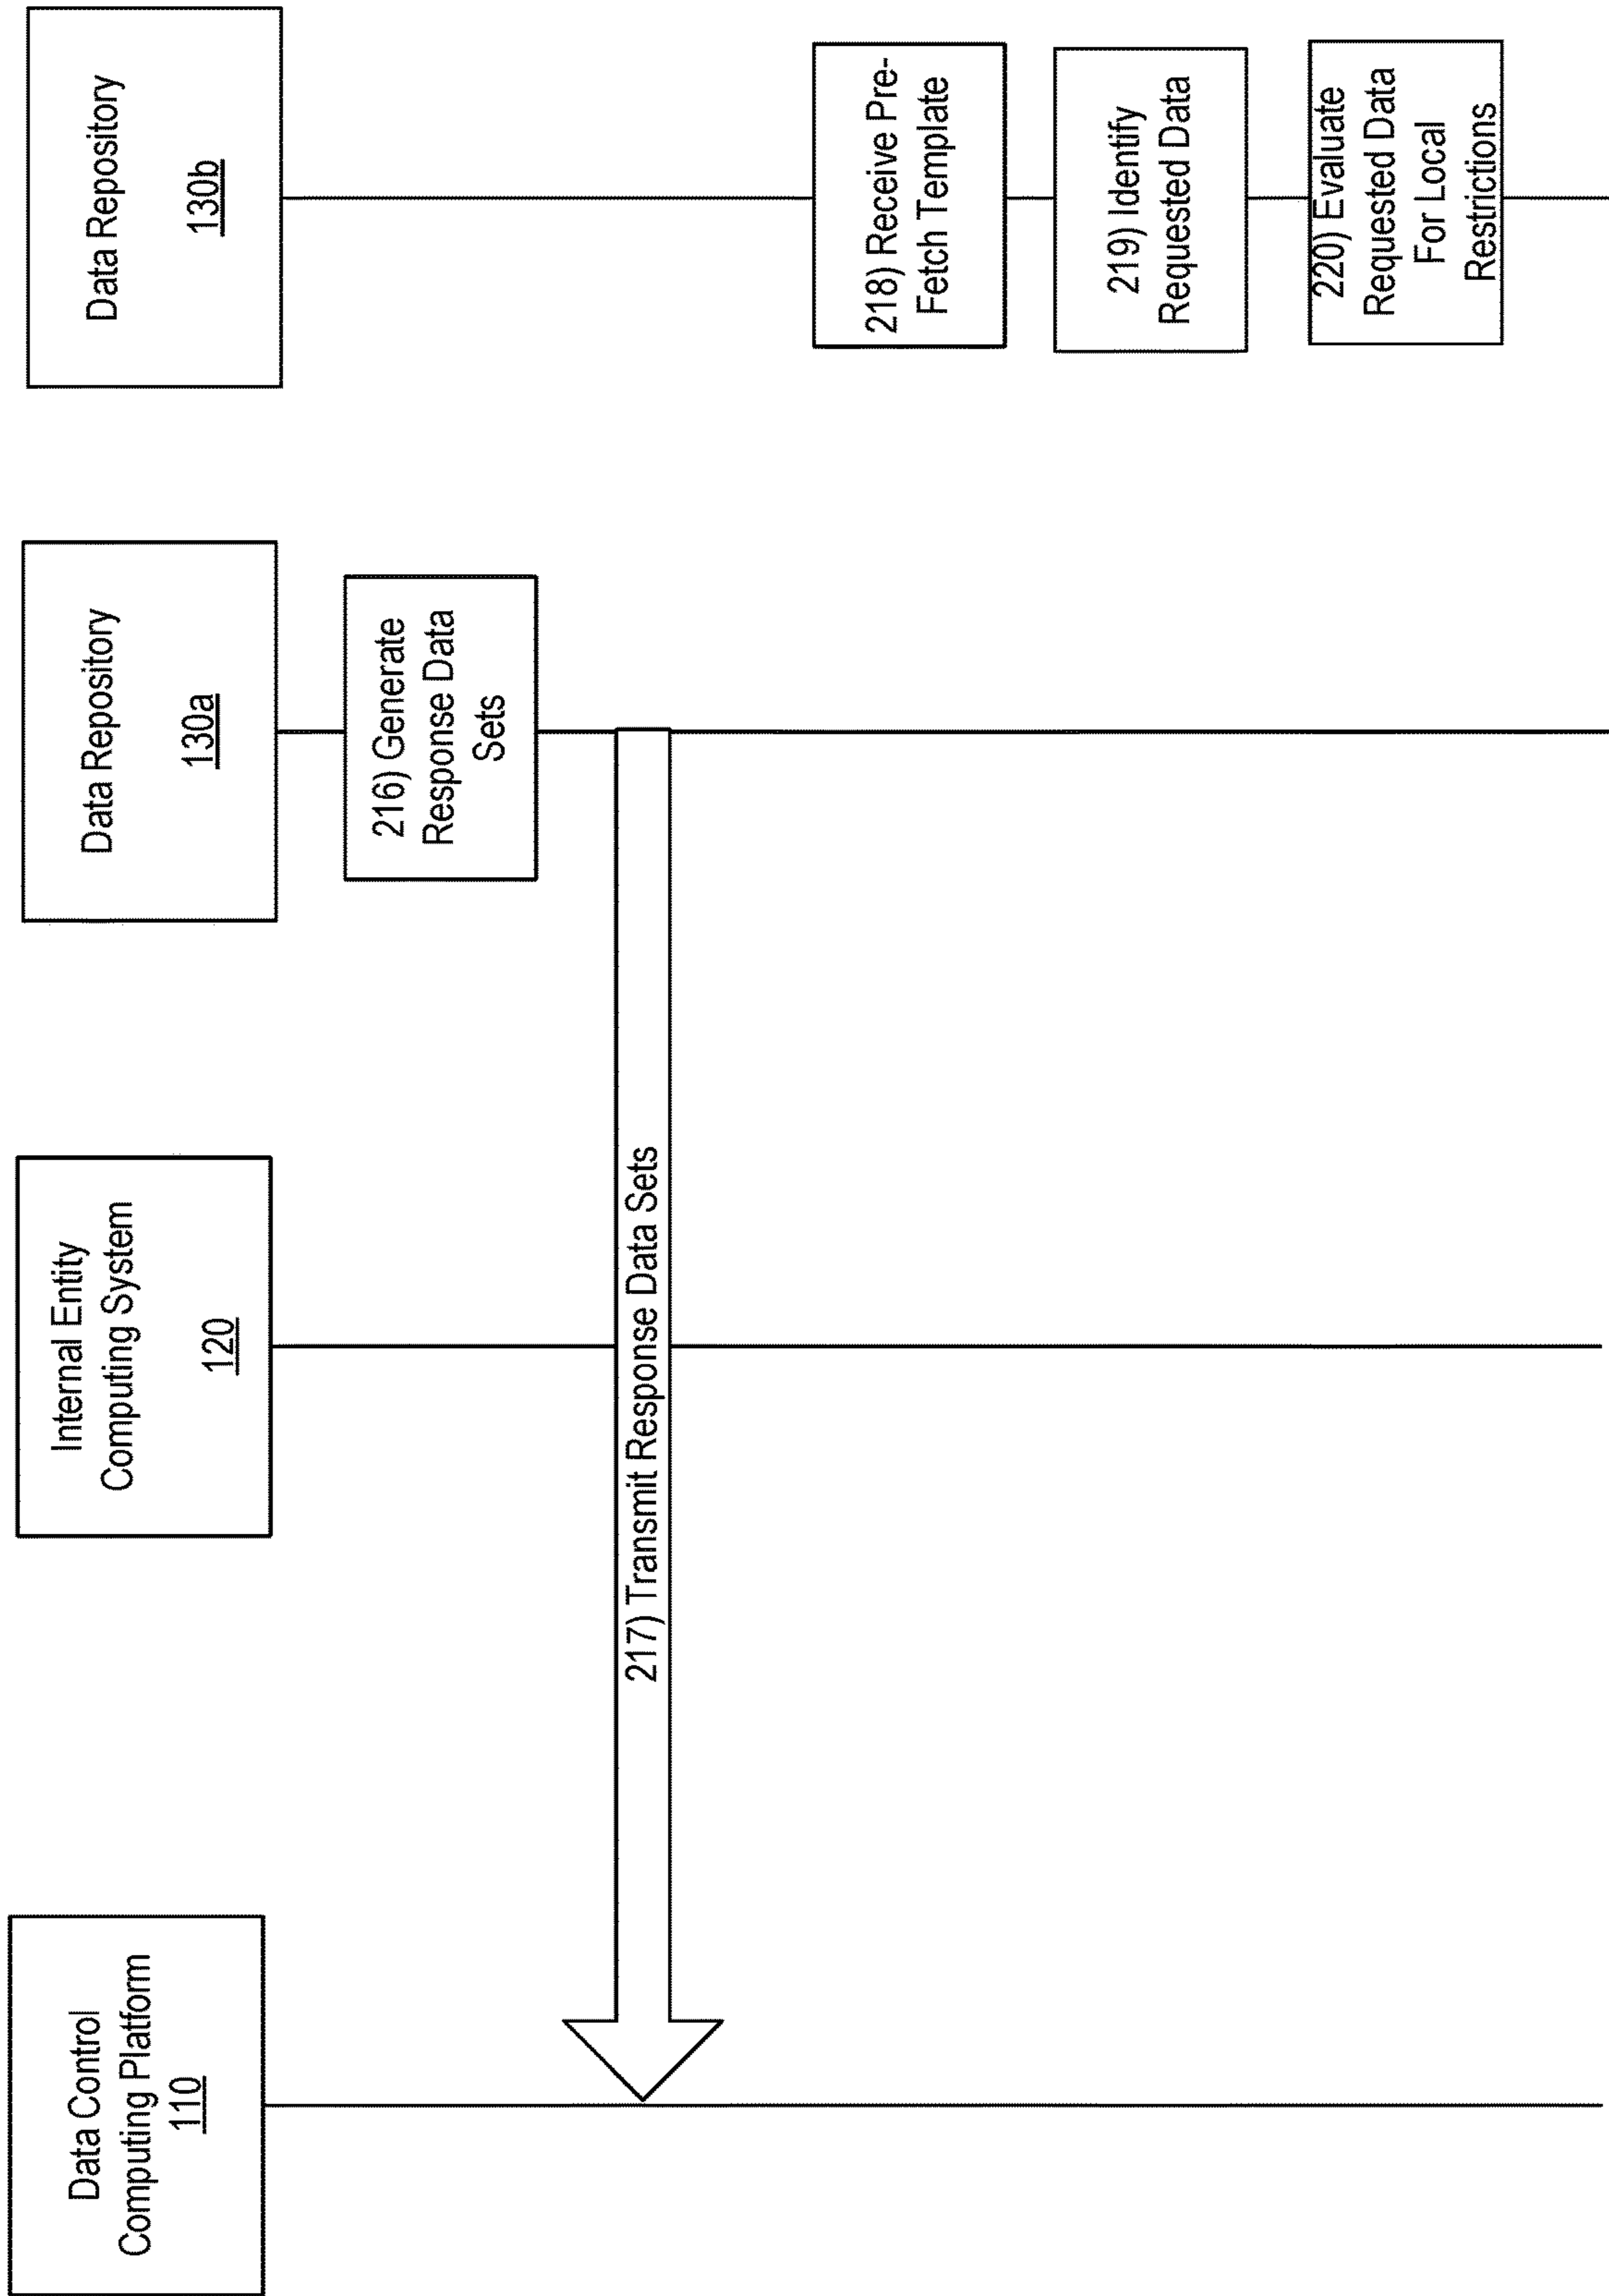 Data Control
Computing Platform
110
Internal Entity
Computing System
120
Data Repository
130a
Data Repository
130b
216) Generate
Response Data
Sets
217) Transmit Response Data Sets
218) Receive Pre-
Fetch Template
219) Identify
Requested Data
220) Evaluate
Requested Data
For Local
Restrictions